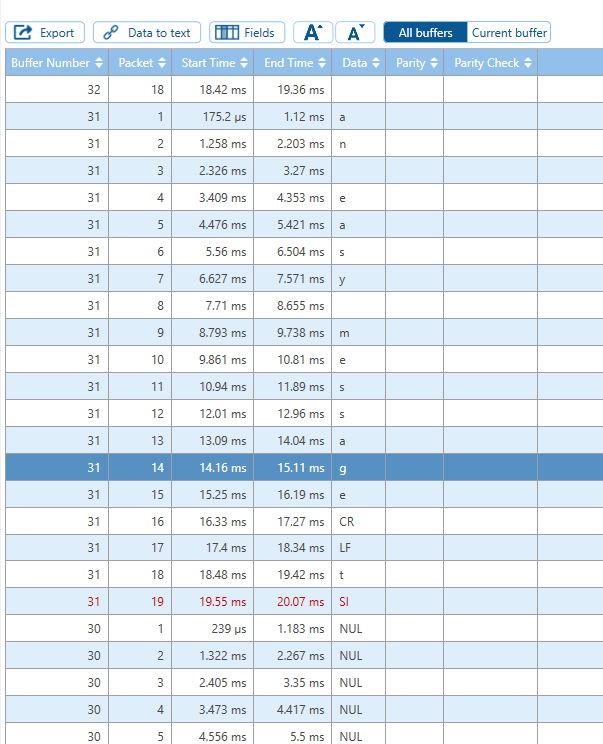 Export Data to text Fields A A All buffers Current buffer
Buffer Number Packet Start Time End Time Data Parity Parity Check
32 18 18.42 ms 19.36 ms
31 1 175.2 µs 1.12 ms a
31 2 1.258 ms 2.203 ms n
31 3 2.326 ms 3.27 ms
31 4 3.409 ms 4.353 ms e
31 5 4.476 ms 5.421 ms a
31 6 5.56 ms 6.504 ms s
31 7 6.627 ms 7.571 ms y
31 8 7.71 ms 8.655 ms
31 9 8.793 ms 9.738 ms m
31 10 9.861 ms 10.81 ms e
31 11 10.94 ms 11.89 ms s
31 12 12.01 ms 12.96 ms s
31 13 13.09 ms 14.04 ms a
31 14 14.16 ms 15.11 ms g
31 15 15.25 ms 16.19 ms e
31 16 16.33 ms 17.27 ms CR
31 17 17.4 ms 18.34 ms LF
31 18 18.48 ms 19.42 ms t
31 19 19.55 ms 20.07 ms SI
30 1 239 µs 1.183 ms NUL
30 2 1.322 ms 2.267 ms NUL
30 3 2.405 ms 3.35 ms NUL
30 4 3.473 ms 4.417 ms NUL
30 5 4.556 ms 5.5 ms NUL